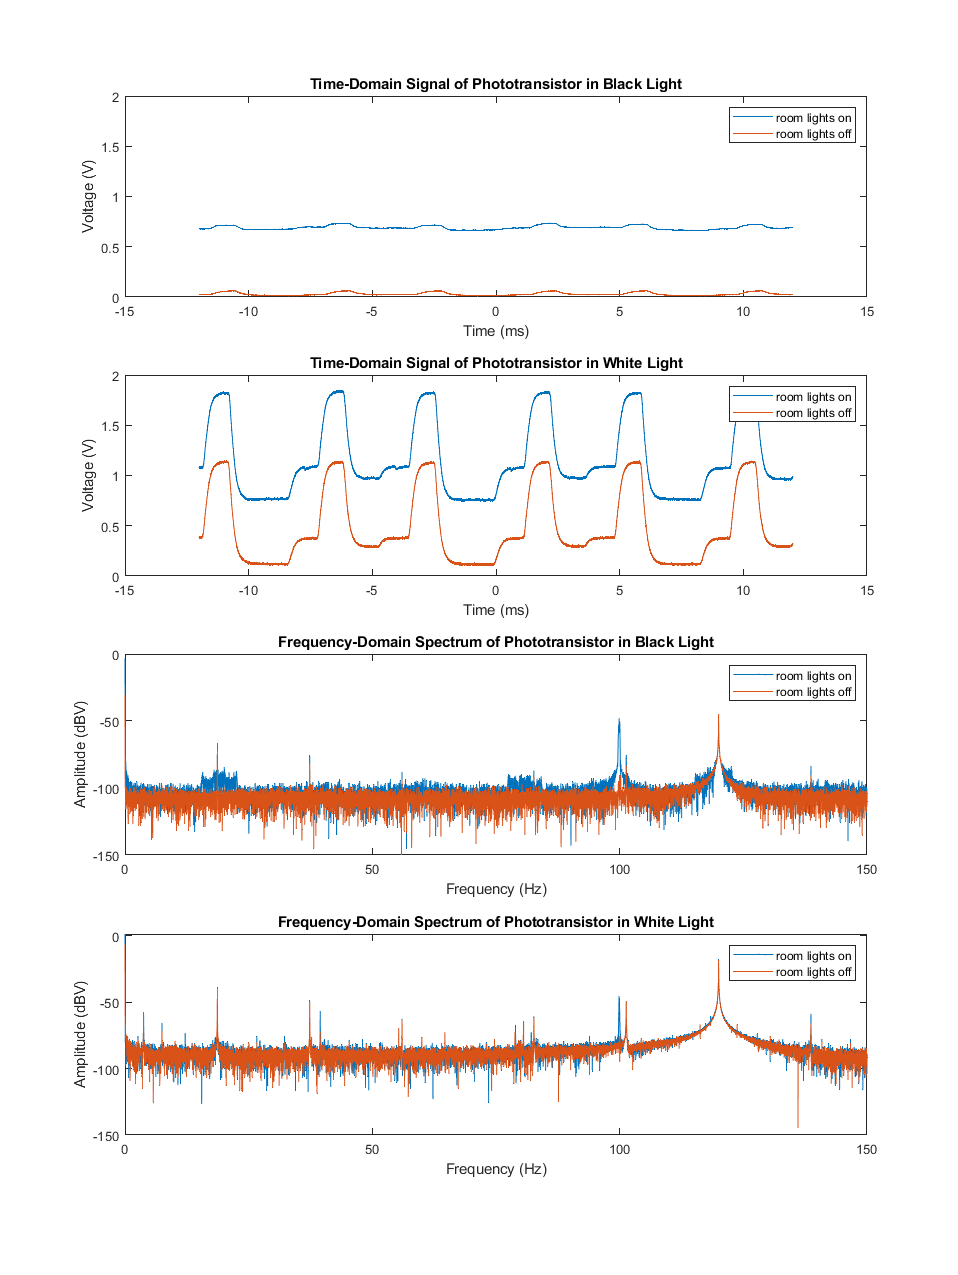 Time-Domain Signal of Phototransistor in Black Light
2
1.5
1
0.5
0
Voltage (V)
room lights on
room lights off
-15 -10 -5 0 5 10 15
Time (ms)
Time-Domain Signal of Phototransistor in White Light
2
1.5
1
0.5
0
Voltage (V)
room lights on
room lights off
-15 -10 -5 0 5 10 15
Time (ms)
Frequency-Domain Spectrum of Phototransistor in Black Light
0
-50
-100
-150
Amplitude (dBV)
room lights on
room lights off
0 50 100 150
Frequency (Hz)
Frequency-Domain Spectrum of Phototransistor in White Light
0
-50
-100
-150
Amplitude (dBV)
room lights on
room lights off
0 50 100 150
Frequency (Hz)